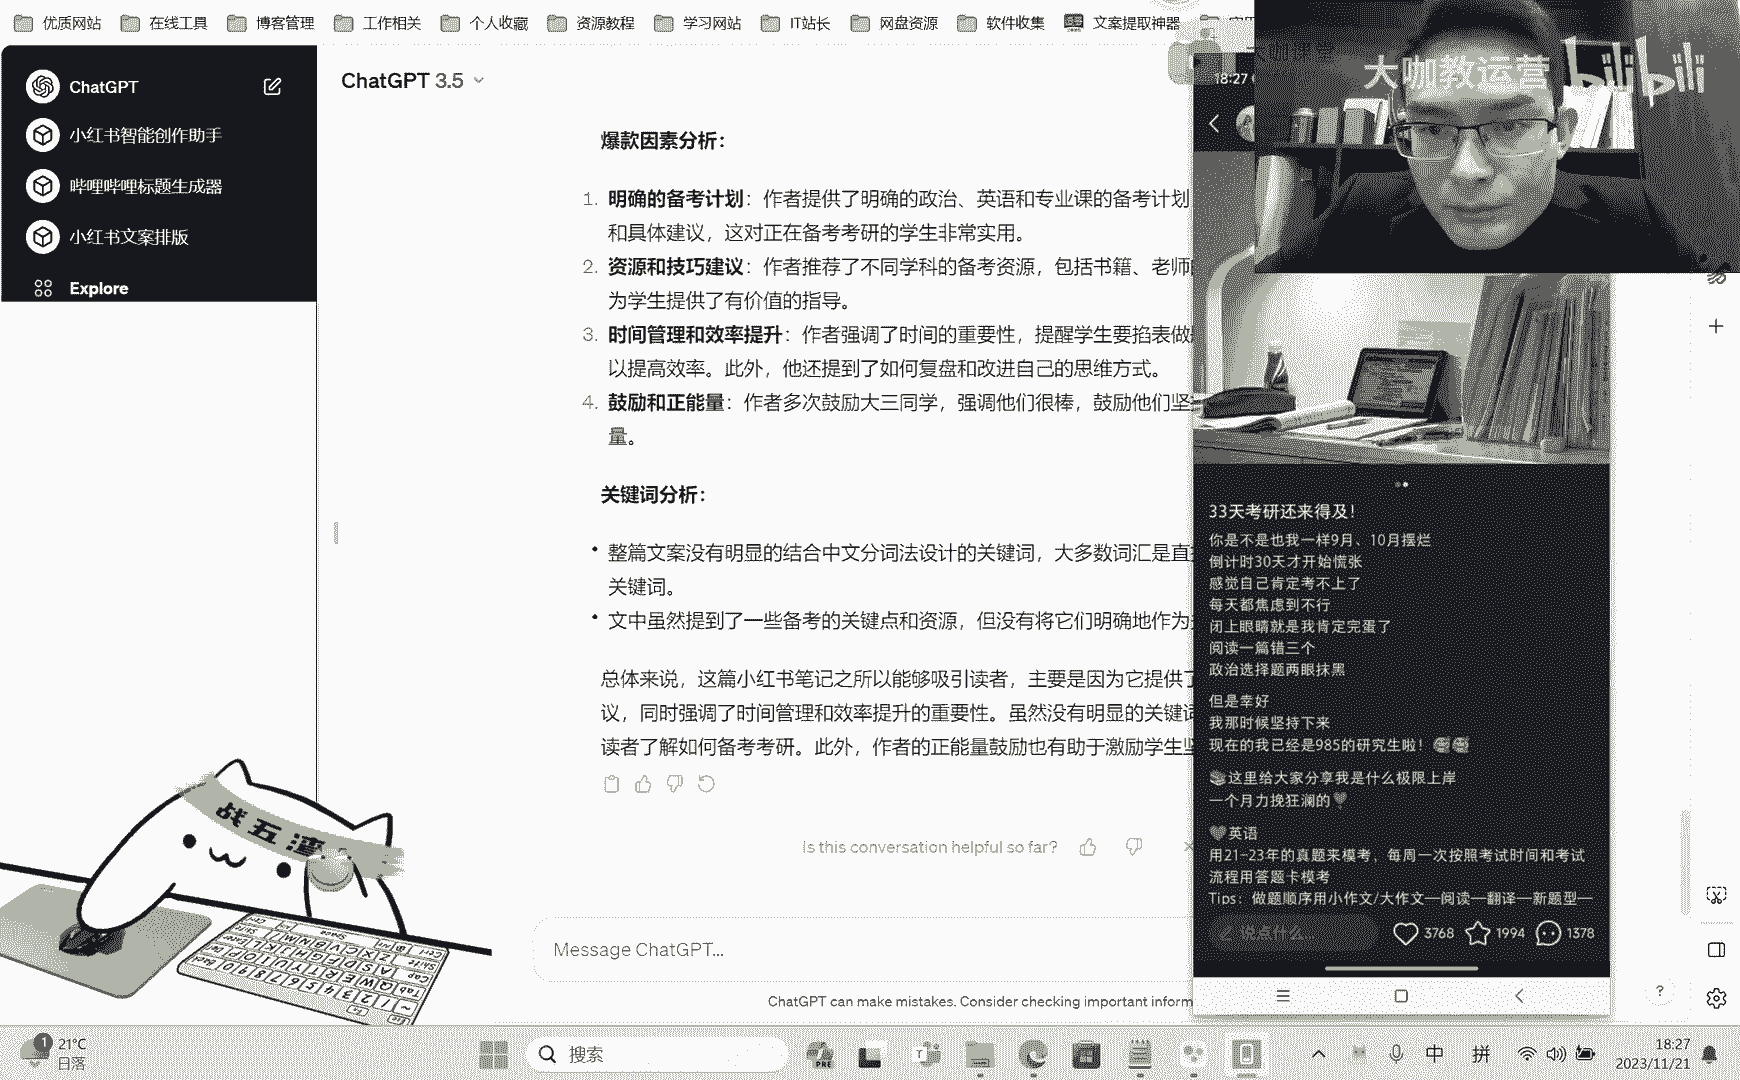 优质网站
在线工具
博客管理
工作相关
个人收藏
资源教程
学习网站
IT站长
网盘资源
软件收集
文案提取神器
ChatGPT
小红书智能创作助手
哔哩哔哩标题生成器
小红书文案排版
Explore
ChatGPT 3.5
爆款因素分析：
1. 明确的备考计划：作者提供了明确的政治、英语和专业课的备考计划
和具体建议，这对正在备考考研的学生非常实用。
2. 资源和技巧建议：作者推荐了不同学科的备考资源，包括书籍、老师
为学生提供了有价值的指导。
3. 时间管理和效率提升：作者强调了时间的重要性，提醒学生要掐表做
以提高效率。此外，他还提到了如何复盘和改进自己的思维方式。
4. 鼓励和正能量：作者多次鼓励大三同学，强调他们很棒，鼓励他们坚
量。
关键词分析：
• 整篇文案没有明显的结合中文分词法设计的关键词，大多数词汇是直
关键词。
• 文中虽然提到了一些备考的关键点和资源，但没有将它们明确地作为
总体来说，这篇小红书笔记之所以能够吸引读者，主要是因为它提供了
议，同时强调了时间管理和效率提升的重要性。虽然没有明显的关键词
读者了解如何备考考研。此外，作者的正能量鼓励也有助于激励学生坚
Is this conversation helpful so far?
Message ChatGPT...
ChatGPT can make mistakes. Consider checking important inform
大咖课堂
大咖教运营 bilibili
18:27
33天考研还来得及！
你是不是也我一样9月、10月摆烂
倒计时30天才开始慌张
感觉自己肯定考不上了
每天都焦虑到不行
闭上眼睛就是我肯定完蛋了
阅读一篇错三个
政治选择题两眼抹黑
但是幸好
我那时候坚持下来
现在的我已经是985的研究生啦！
这里给大家分享我是什么极限上岸
一个月力挽狂澜的
英语
用21-23年的真题来模考，每周一次按照考试时间和考试
流程用答题卡模考
Tips：做题顺序用小作文/大作文—阅读—翻译—新题型—
说点什么...
3768
1994
1378
战五渣
?
1
21°C
日落
搜索
PRE
中
拼
18:27
2023/11/21